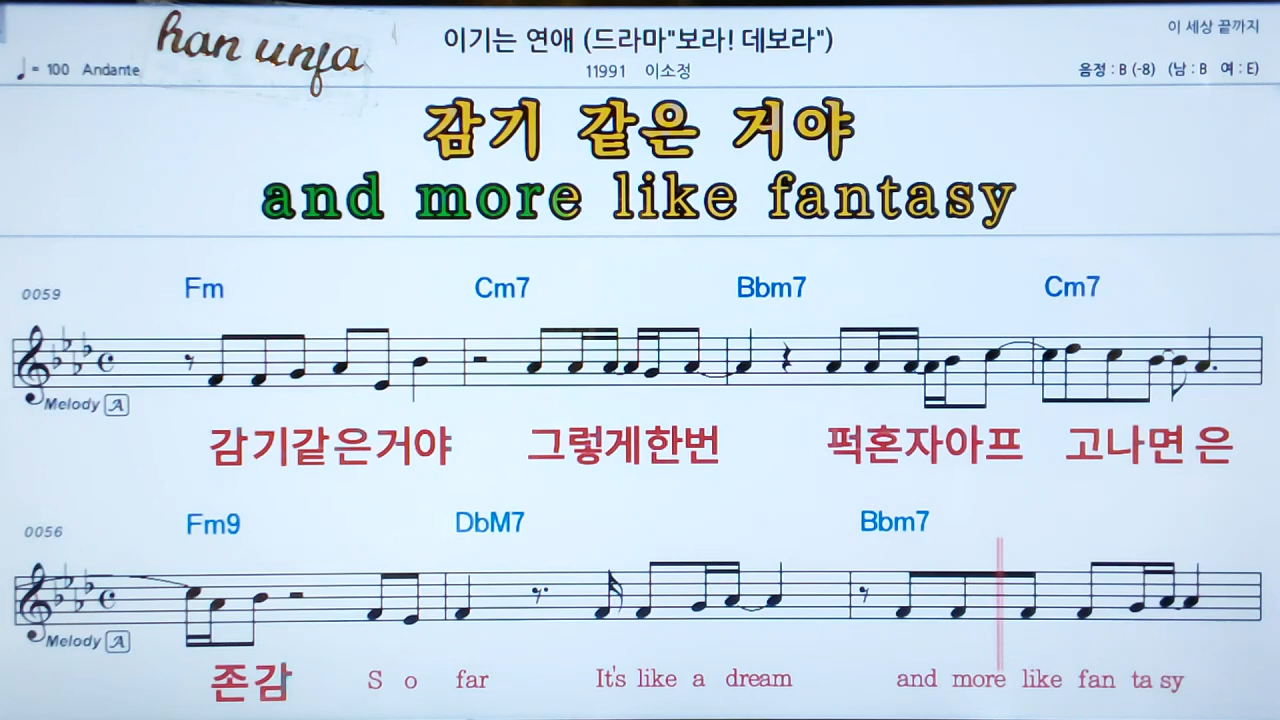 han unja
이기는 연애 (드라마"보라! 데보라")
이 세상 끝까지
♩= 100 Andante
11991 이소정
음정 : B (-8) (남 : B 여 : E)
감기 같은 거야
and more like fantasy
0059 Fm Cm7 Bbm7 Cm7
Melody A
감기같은거야 그렇게한번 퍽혼자아프 고나면 은
0056 Fm9 DbM7 Bbm7
Melody A
존감 S o far It's like a dream and more like fan ta sy